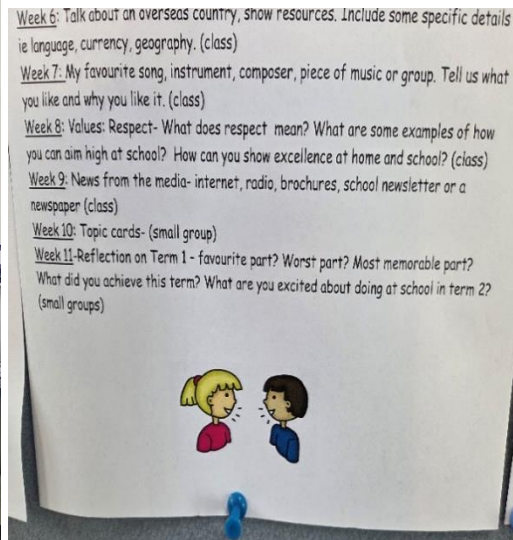 Week 6: Talk about an overseas country, show resources. Include some specific details
ie language, currency, geography. (class)
Week 7: My favourite song, instrument, composer, piece of music or group. Tell us what
you like and why you like it. (class)
Week 8: Values: Respect- What does respect mean? What are some examples of how
you can aim high at school? How can you show excellence at home and school? (class)
Week 9: News from the media- internet, radio, brochures, school newsletter or a
newspaper (class)
Week 10: Topic cards- (small group)
Week 11-Reflection on Term 1 - favourite part? Worst part? Most memorable part?
What did you achieve this term? What are you excited about doing at school in term 2?
(small groups)